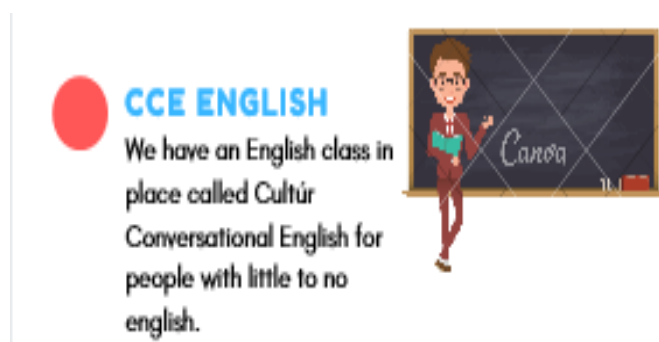 CCE ENGLISH
We have an English class in
place called Cultúr
Conversational English for
people with little to no
english.
Canva